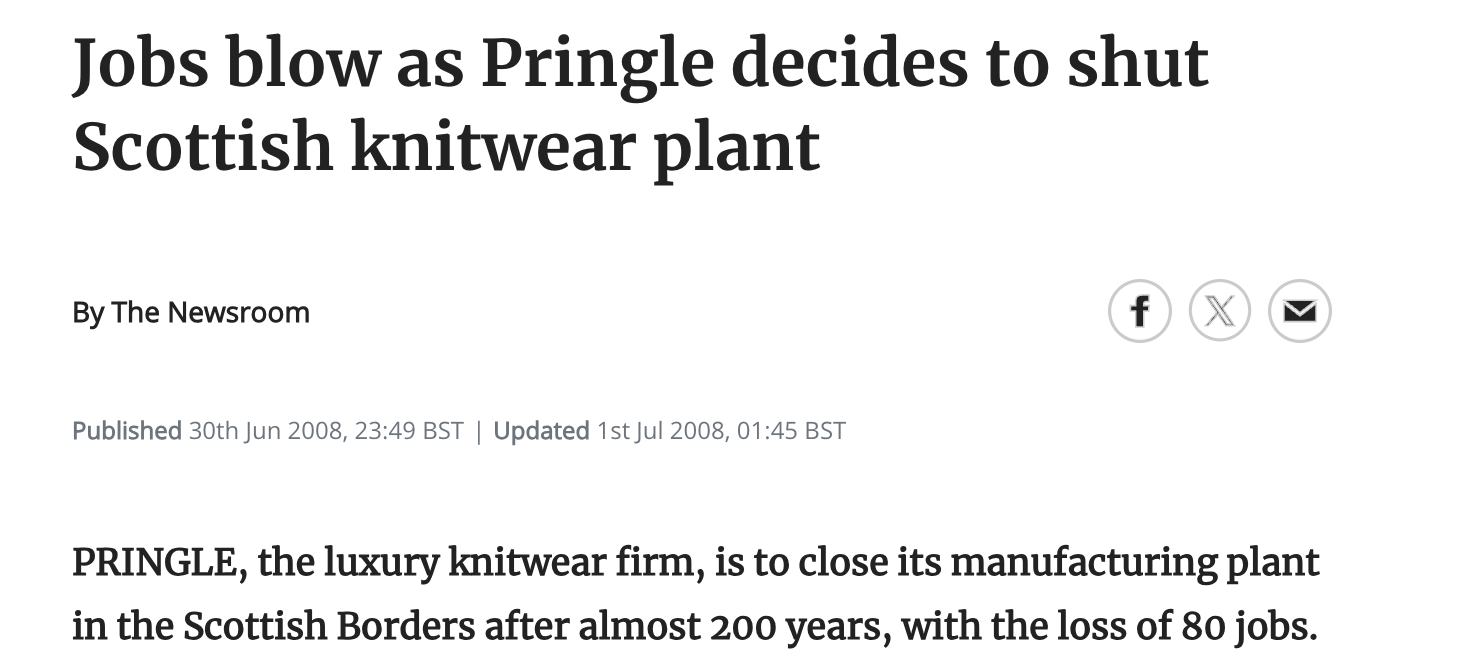 Jobs blow as Pringle decides to shut
Scottish knitwear plant
By The Newsroom
Published 30th Jun 2008, 23:49 BST | Updated 1st Jul 2008, 01:45 BST
PRINGLE, the luxury knitwear firm, is to close its manufacturing plant
in the Scottish Borders after almost 200 years, with the loss of 80 jobs.